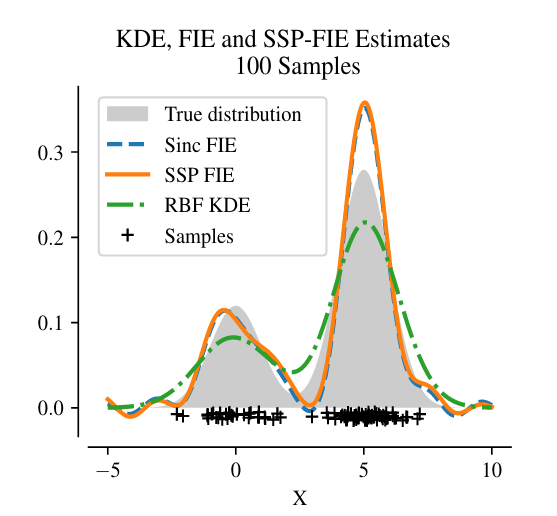 KDE, FIE and SSP-FIE Estimates
100 Samples
True distribution
Sinc FIE
SSP FIE
RBF KDE
Samples
0.3
0.2
0.1
0.0
−5 0 5 10
X